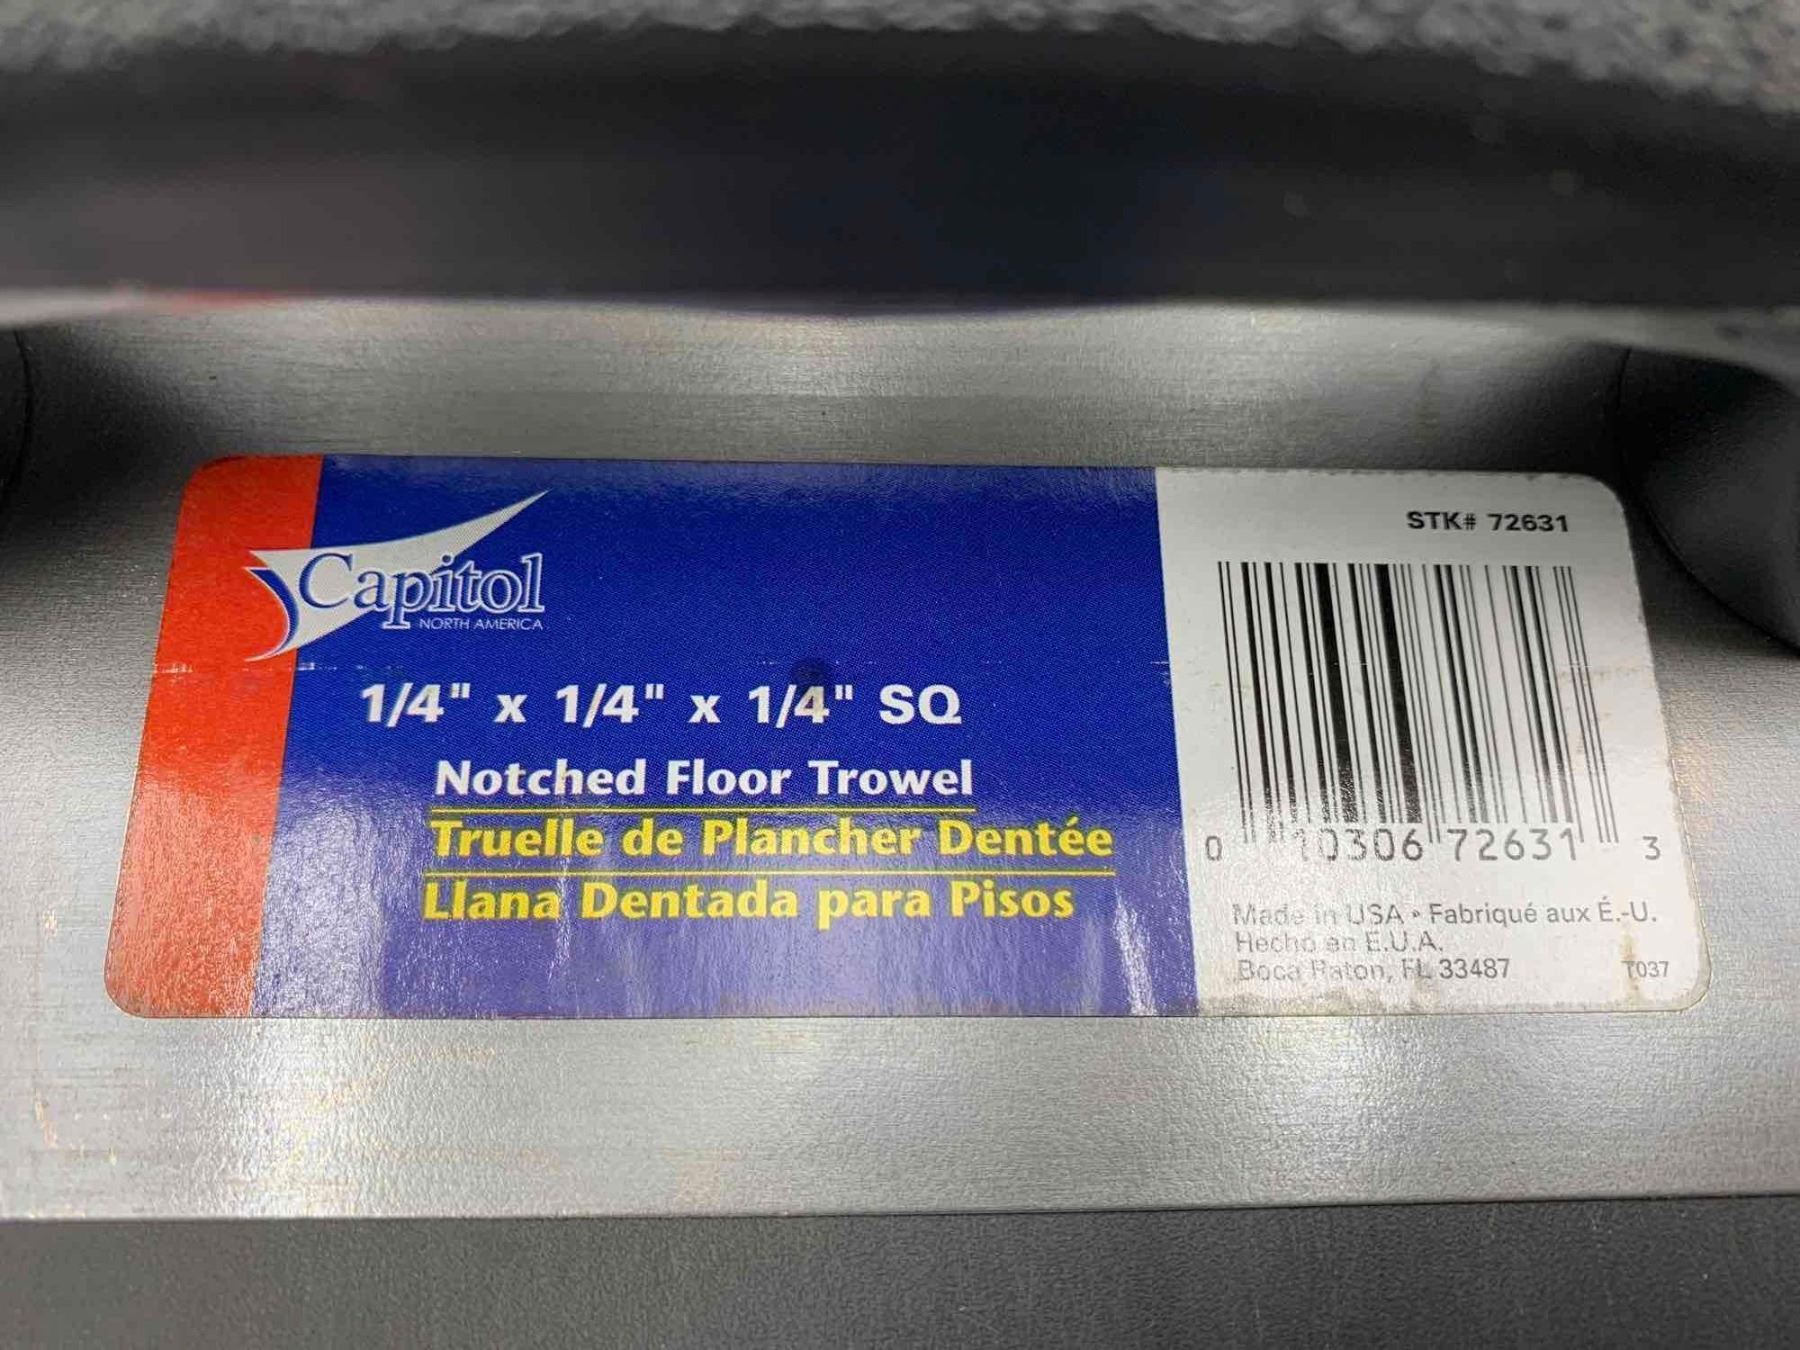 Capitol
NORTH AMERICA
1/4" x 1/4" x 1/4" SQ
Notched Floor Trowel
Truelle de Plancher Dentée
Llana Dentada para Pisos
STK# 72631
0 10306 72631 3
Made in USA • Fabriqué aux É.-U.
Hecho en E.U.A.
Boca Raton, FL 33487 T037